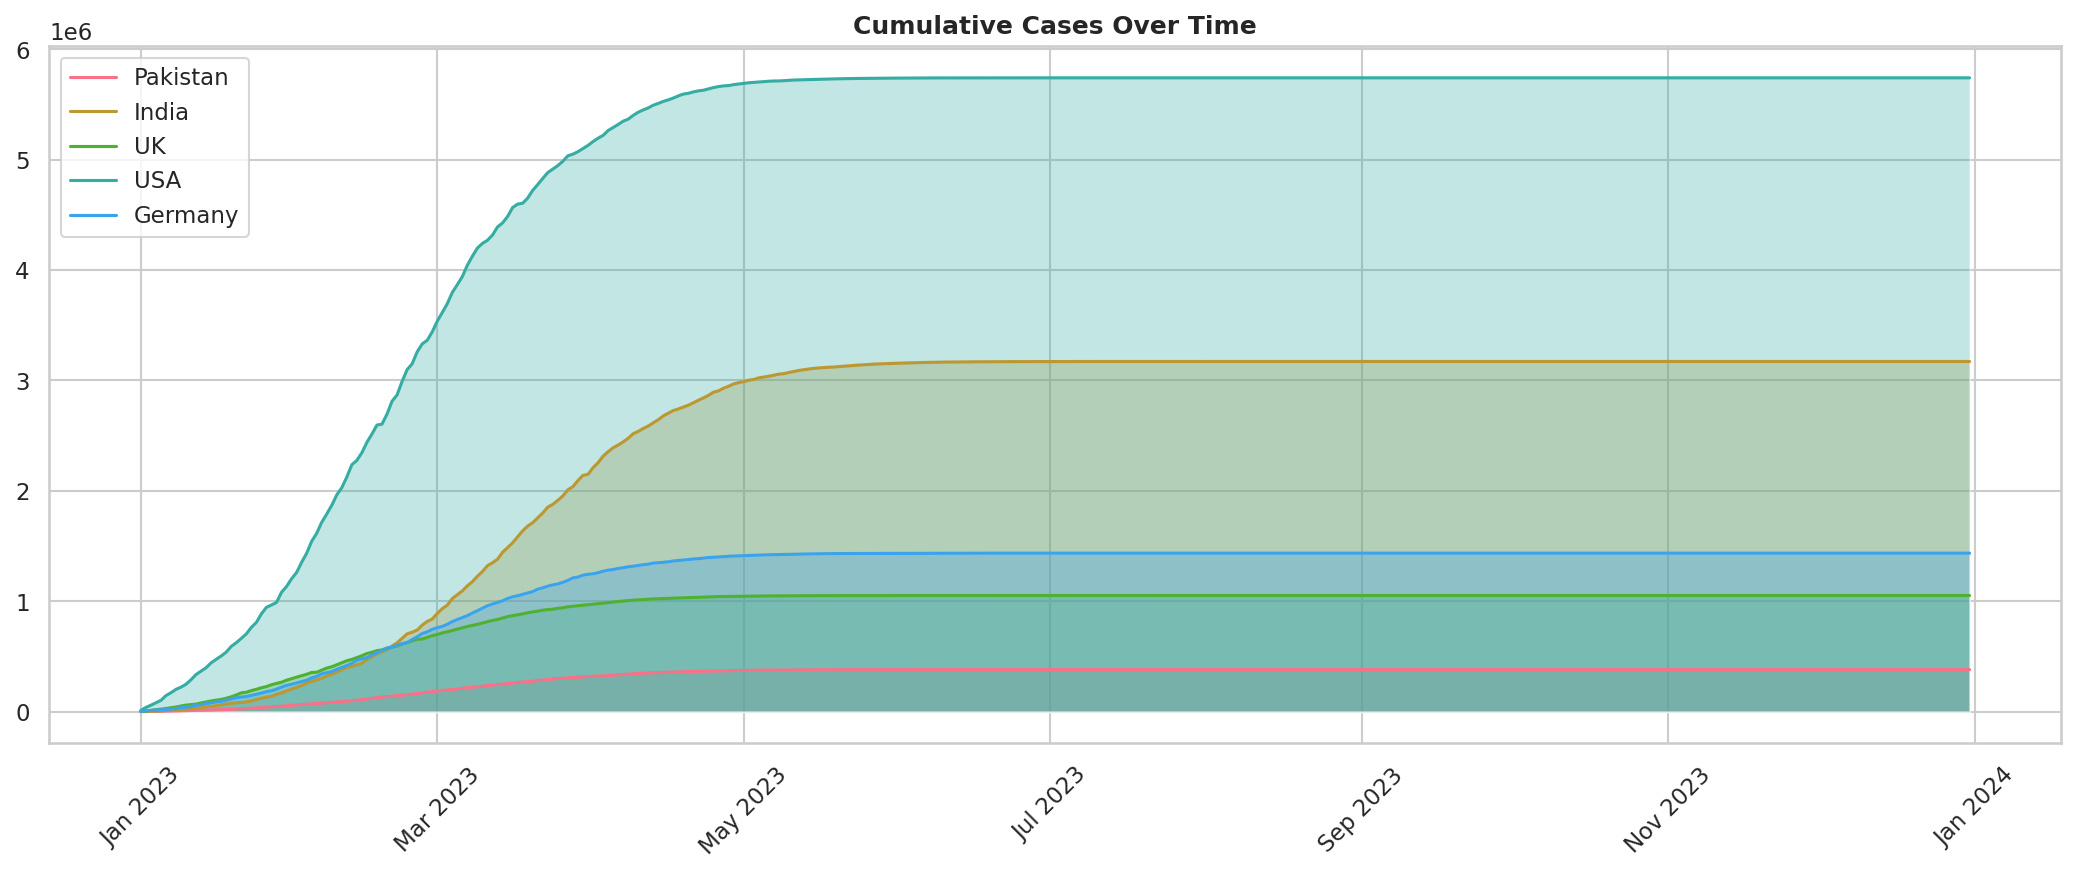 Cumulative Cases Over Time
1e6
6
5
4
3
2
1
0
Pakistan
India
UK
USA
Germany
Jan 2023
Mar 2023
May 2023
Jul 2023
Sep 2023
Nov 2023
Jan 2024